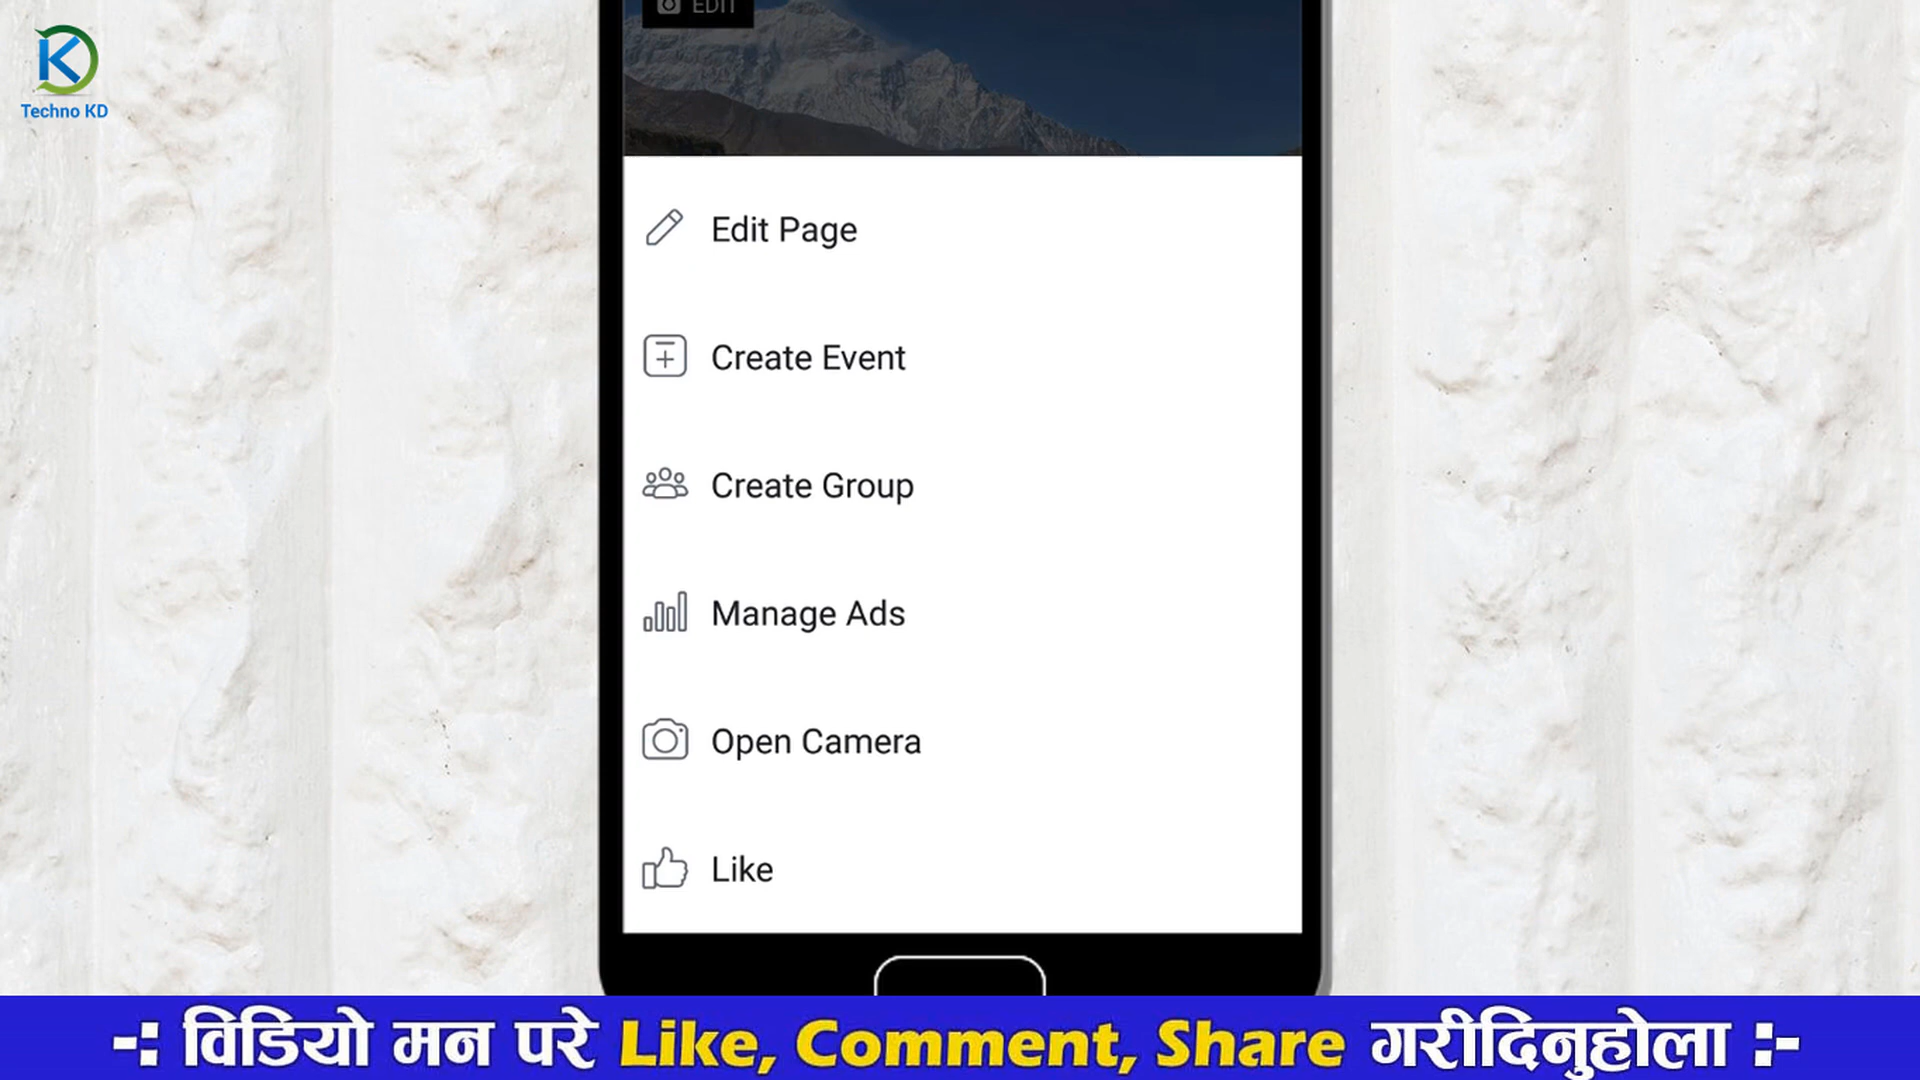 EDIT
Techno KD
Edit Page
Create Event
Create Group
Manage Ads
Open Camera
Like
-: विडियो मन परे Like, Comment, Share गरीदिनुहोला :-